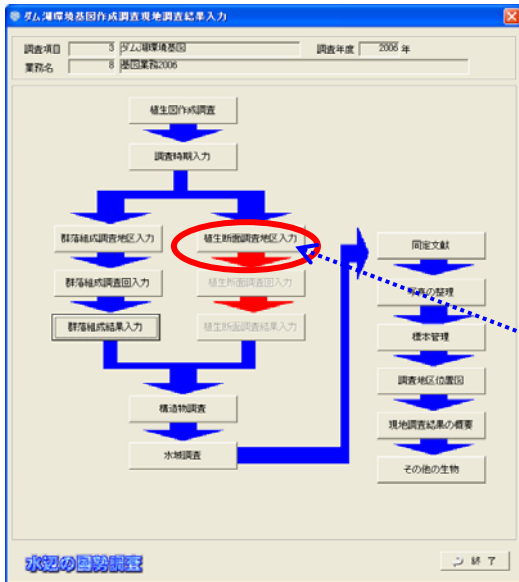 ダム湖環境基図作成調査現地調査結果入力
調査項目 3 ダム湖環境基図 調査年度 2006 年
業務名 8 基図業務2006
植生図作成調査
調査時期入力
群落組成調査地区入力
植生断面調査地区入力
群落組成調査回入力
植生断面調査回入力
群落組成結果入力
植生断面調査結果入力
構造物調査
水域調査
同定文献
写真の整理
標本管理
調査地区位置図
現地調査結果の概要
その他の生物
水辺の国勢調査
終了